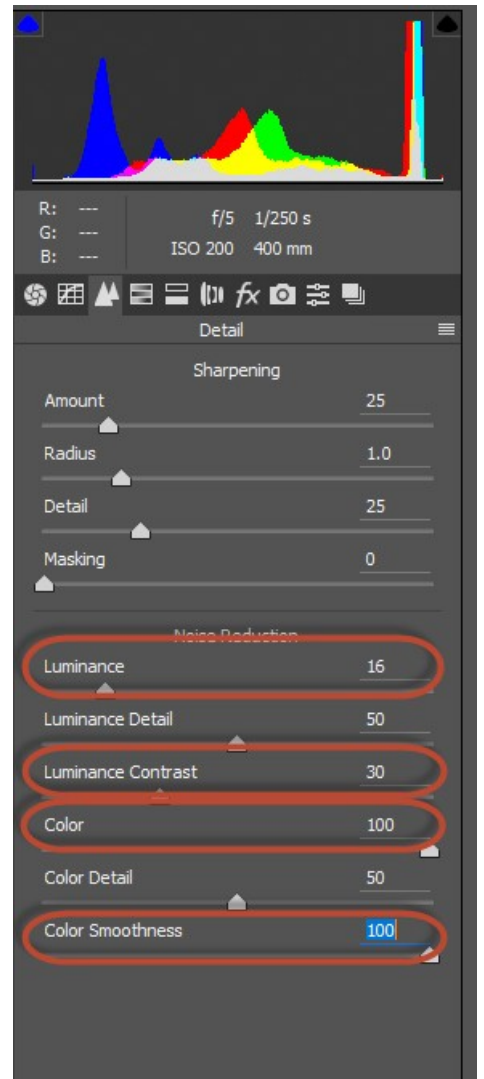 R: ---
G: ---
B: ---
f/5 1/250 s
ISO 200 400 mm
fx
Detail
Sharpening
Amount 25
Radius 1.0
Detail 25
Masking 0
Noise Reduction
Luminance 16
Luminance Detail 50
Luminance Contrast 30
Color 100
Color Detail 50
Color Smoothness 100